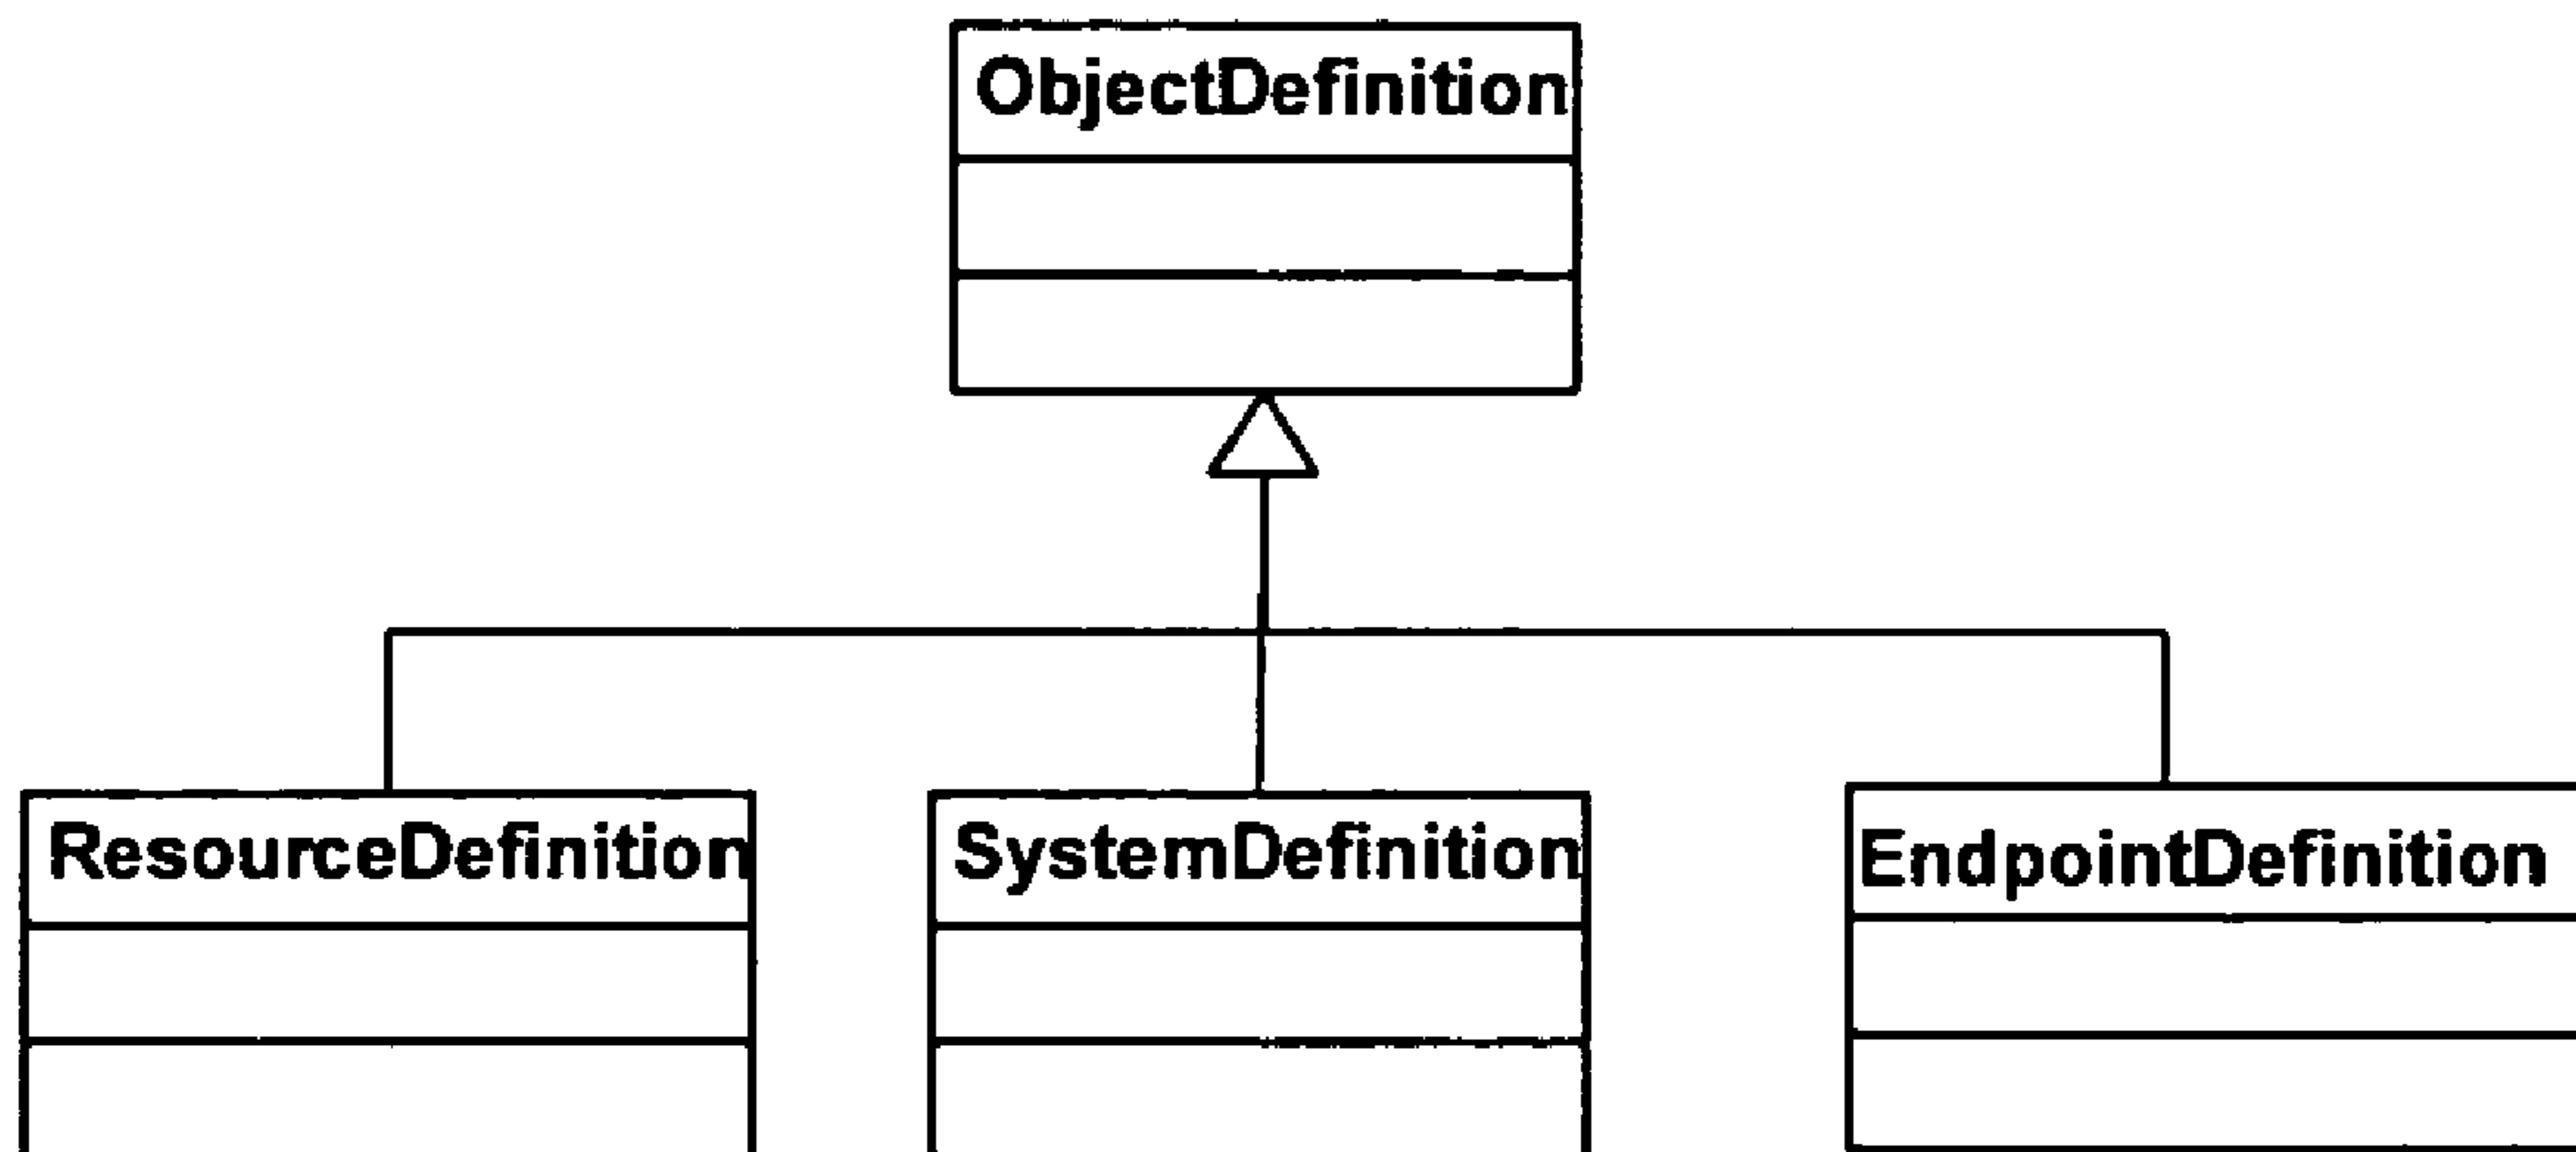 ObjectDefinition
ResourceDefinition
SystemDefinition
EndpointDefinition